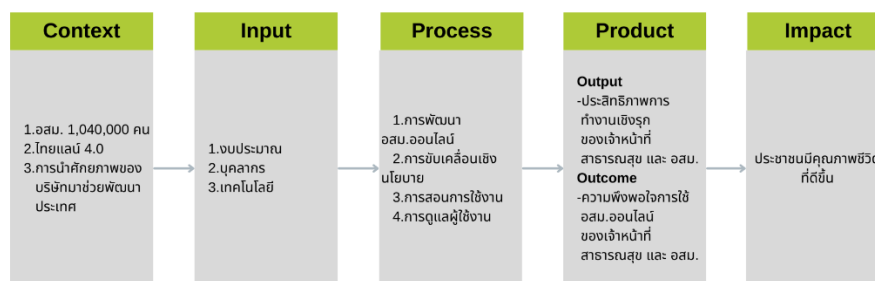 Context
1.อสม. 1,040,000 คน
2.ไทยแลน์ 4.0
3.การนำศักยภาพของ
บริษัทมาช่วยพัฒนา
ประเทศ
Input
1.งบประมาณ
2.บุคลากร
3.เทคโนโลยี
Process
1.การพัฒนา
อสม.ออนไลน์
2.การขับเคลื่อนเชิง
นโยบาย
3.การสอนการใช้งาน
4.การดูแลผู้ใช้งาน
Product
Output
-ประสิทธิภาพการ
ทำงานเชิงรุก
ของเจ้าหน้าที่
สาธารณสุข และ อสม.
Outcome
-ความพึงพอใจการใช้
อสม.ออนไลน์
ของเจ้าหน้าที่
สาธารณสุข และ อสม.
Impact
ประชาชนมีคุณภาพชีวิต
ที่ดีขึ้น